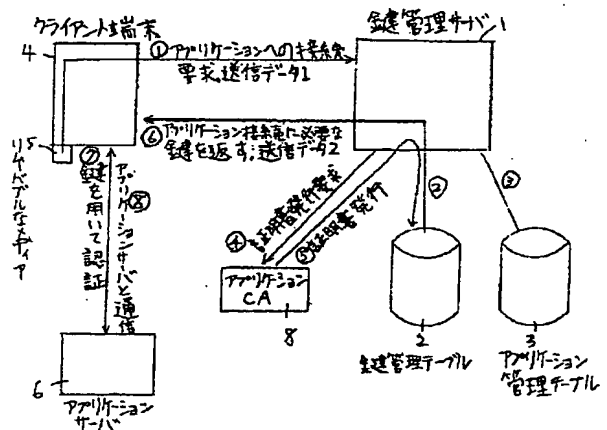 クライアント端末
4
5
リムーバブルなメディア
①アプリケーションへの接続
要求、送信データ1
鍵管理サーバ
1
⑥アプリケーション接続に必要な
鍵を返す;送信データ2
⑦鍵を用いて認証
⑧アプリケーションサーバと通信
④証明書発行要求
⑤証明書発行
②
③
アプリケーション
CA
8
2
鍵管理テーブル
3
アプリケーション
管理テーブル
6
アプリケーション
サーバ